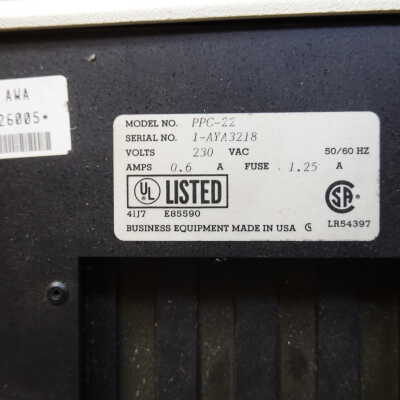 AWA
26005*
MODEL NO. PPC-22
SERIAL NO. 1-AYA3218
VOLTS 230 VAC 50/60 HZ
AMPS 0.6 A FUSE 1.25 A
UL LISTED SA
41J7 E85590 LR54397
BUSINESS EQUIPMENT MADE IN USA G